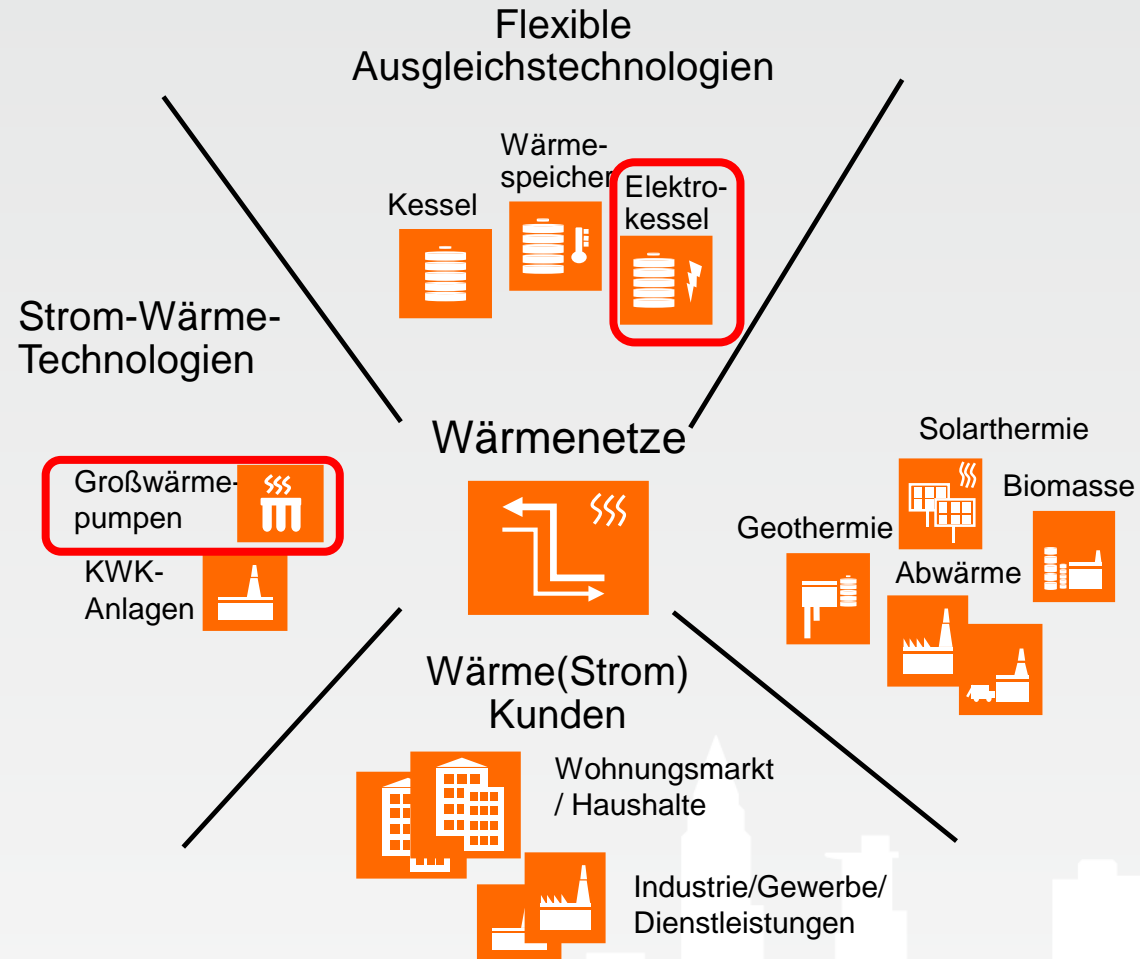 Flexible
Ausgleichstechnologien
Wärme-
speicher
Elektro-
kessel
Kessel
Strom-Wärme-
Technologien
Wärmenetze
Großwärme-
pumpen
KWK-
Anlagen
Solarthermie
Biomasse
Geothermie
Abwärme
Wärme(Strom)
Kunden
Wohnungsmarkt
/ Haushalte
Industrie/Gewerbe/
Dienstleistungen